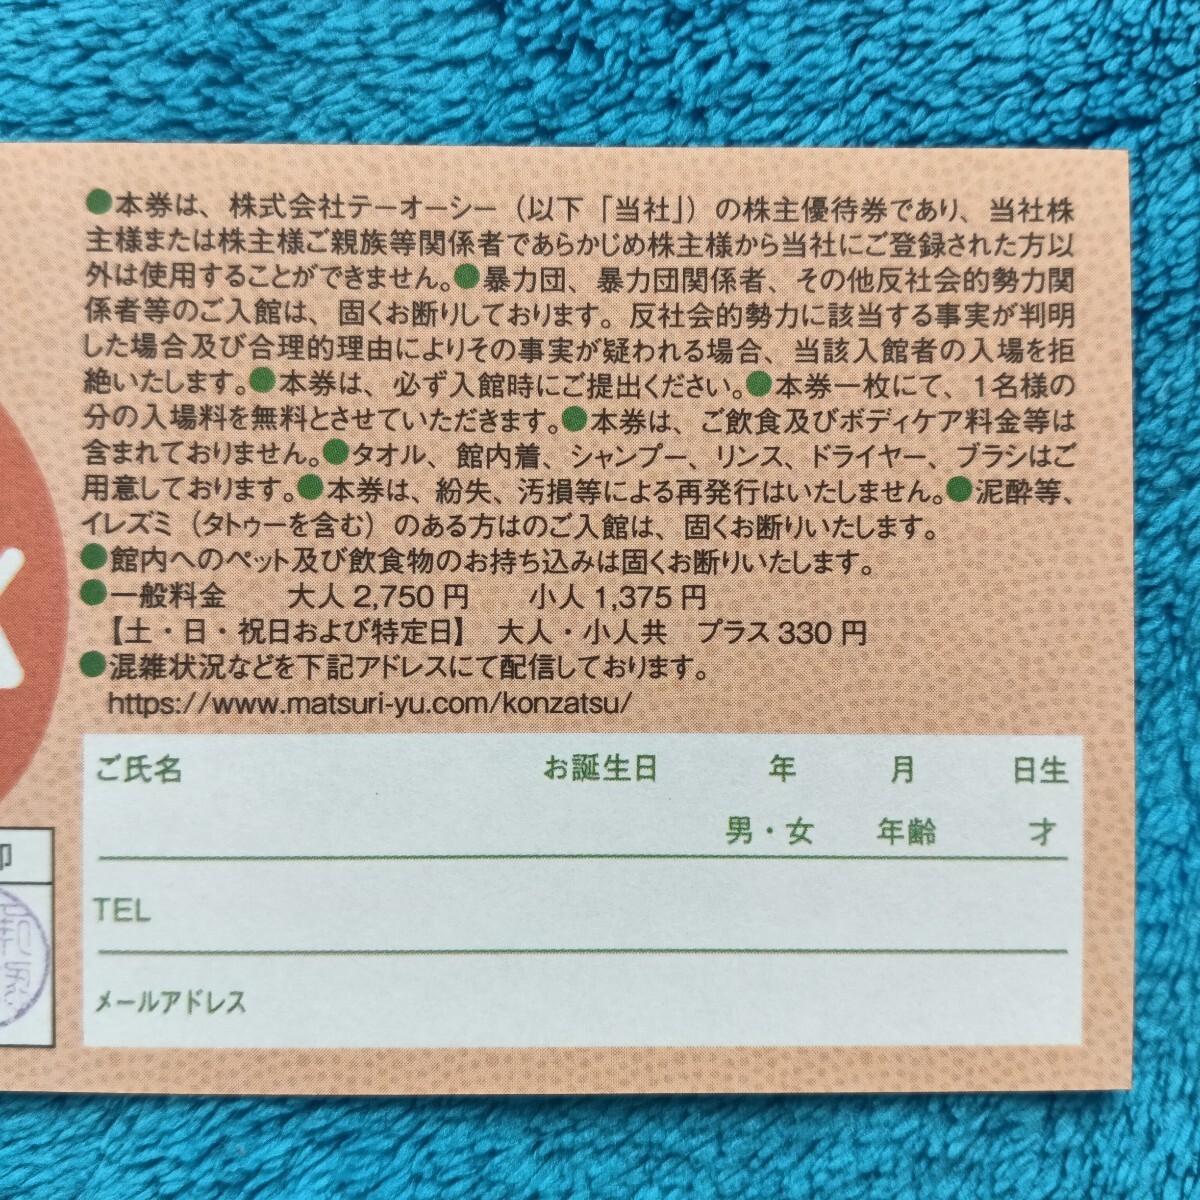 ●本券は、株式会社テーオーシー（以下「当社」）の株主優待券であり、当社株
主様または株主様ご親族等関係者であらかじめ株主様から当社にご登録された方以
外は使用することができません。●暴力団、暴力団関係者、その他反社会的勢力関
係者等のご入館は、固くお断りしております。反社会的勢力に該当する事実が判明
した場合及び合理的理由によりその事実が疑われる場合、当該入館者の入場を拒
絶いたします。●本券は、必ず入館時にご提出ください。●本券一枚にて、1名様の
分の入場料を無料とさせていただきます。●本券は、ご飲食及びボディケア料金等は
含まれておりません。●タオル、館内着、シャンプー、リンス、ドライヤー、ブラシはご
用意しております。●本券は、紛失、汚損等による再発行はいたしません。●泥酔等、
イレズミ（タトゥーを含む）のある方はのご入館は、固くお断りいたします。
●館内へのペット及び飲食物のお持ち込みは固くお断りいたします。
●一般料金　大人2,750円　小人1,375円
【土・日・祝日および特定日】　大人・小人共　プラス330円
●混雑状況などを下記アドレスにて配信しております。
https://www.matsuri-yu.com/konzatsu/
ご氏名　お誕生日　年　月　日生
男・女　年齢　才
印
TEL
メールアドレス